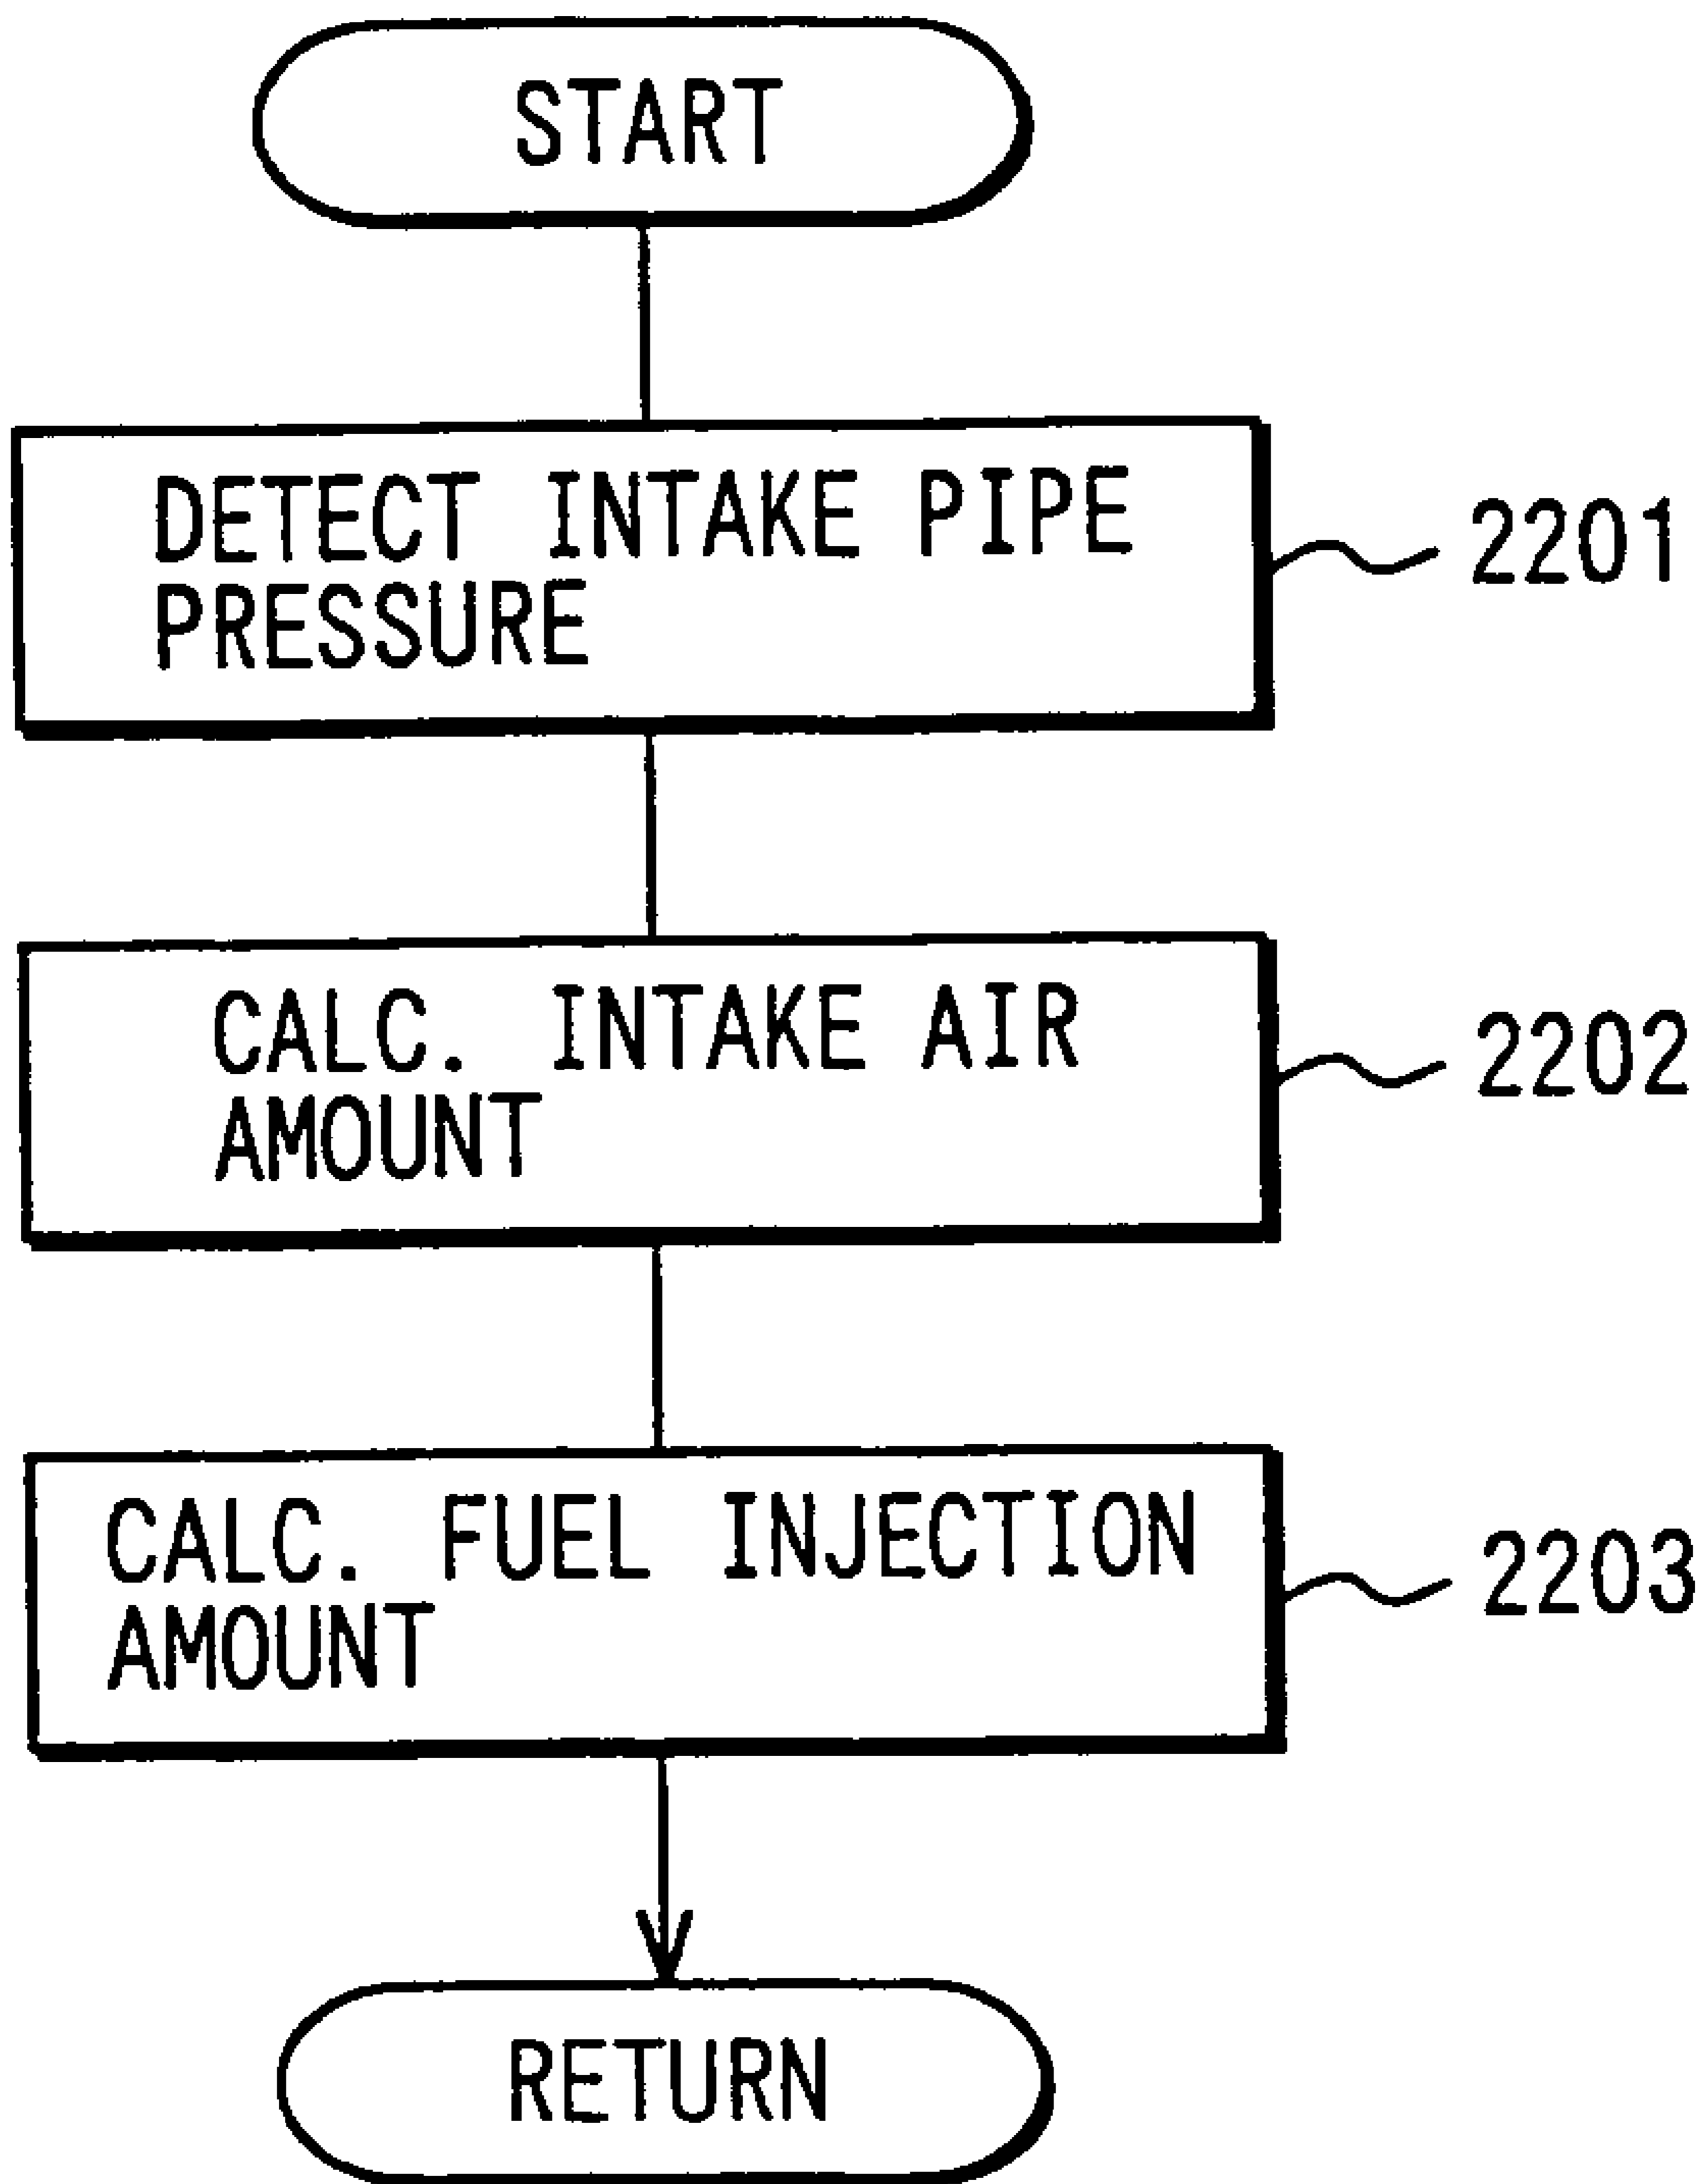 START
DETECT INTAKE PIPE
PRESSURE
2201
CALC. INTAKE AIR
AMOUNT
2202
CALC. FUEL INJECTION
AMOUNT
2203
RETURN